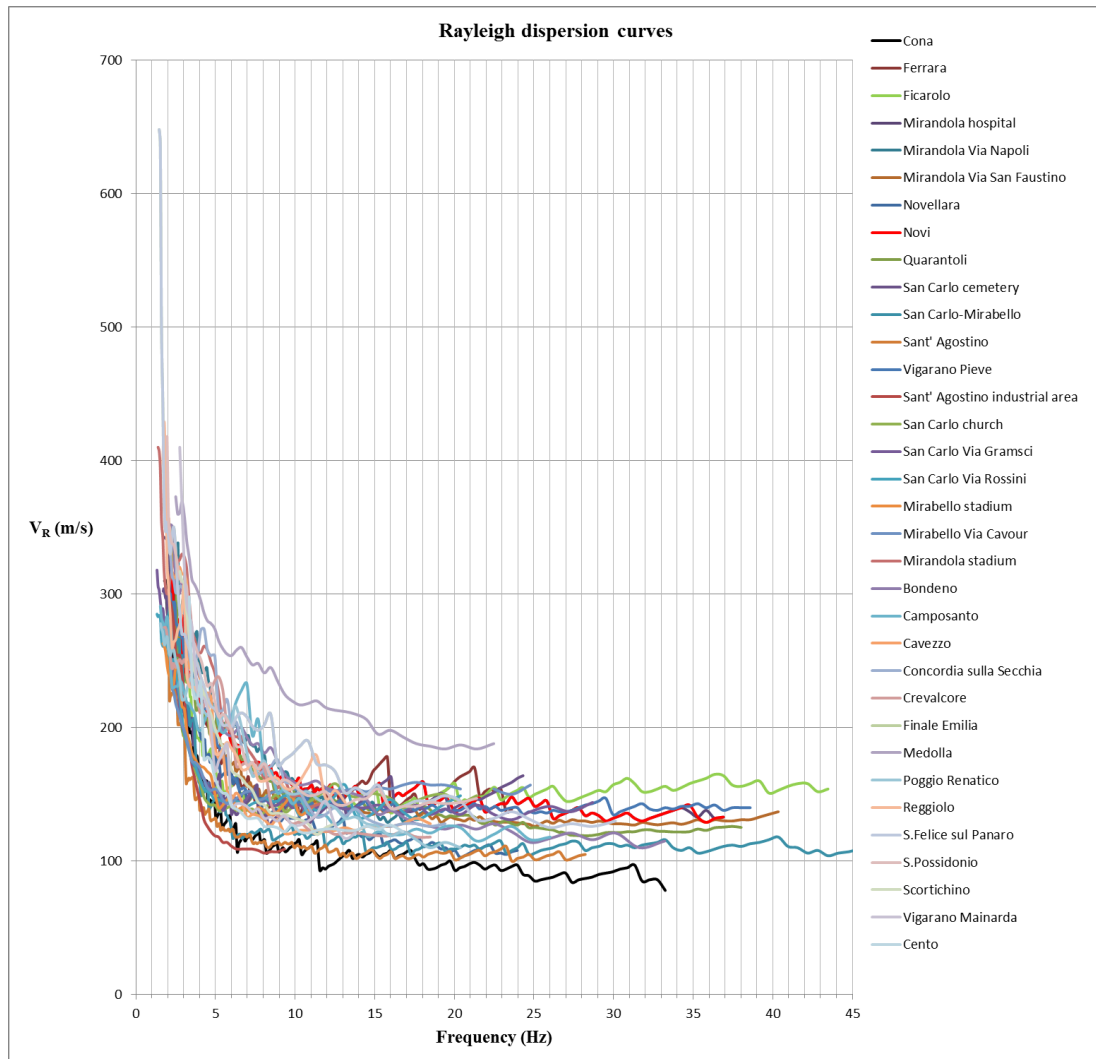 Rayleigh dispersion curves
700
600
500
400
300
200
100
0
V_R (m/s)
0 5 10 15 20 25 30 35 40 45
Frequency (Hz)
Cona
Ferrara
Ficarolo
Mirandola hospital
Mirandola Via Napoli
Mirandola Via San Faustino
Novellara
Novi
Quarantoli
San Carlo cemetery
San Carlo-Mirabello
Sant' Agostino
Vigarano Pieve
Sant' Agostino industrial area
San Carlo church
San Carlo Via Gramsci
San Carlo Via Rossini
Mirabello stadium
Mirabello Via Cavour
Mirandola stadium
Bondeno
Camposanto
Cavezzo
Concordia sulla Secchia
Crevalcore
Finale Emilia
Medolla
Poggio Renatico
Reggiolo
S.Felice sul Panaro
S.Possidonio
Scortichino
Vigarano Mainarda
Cento